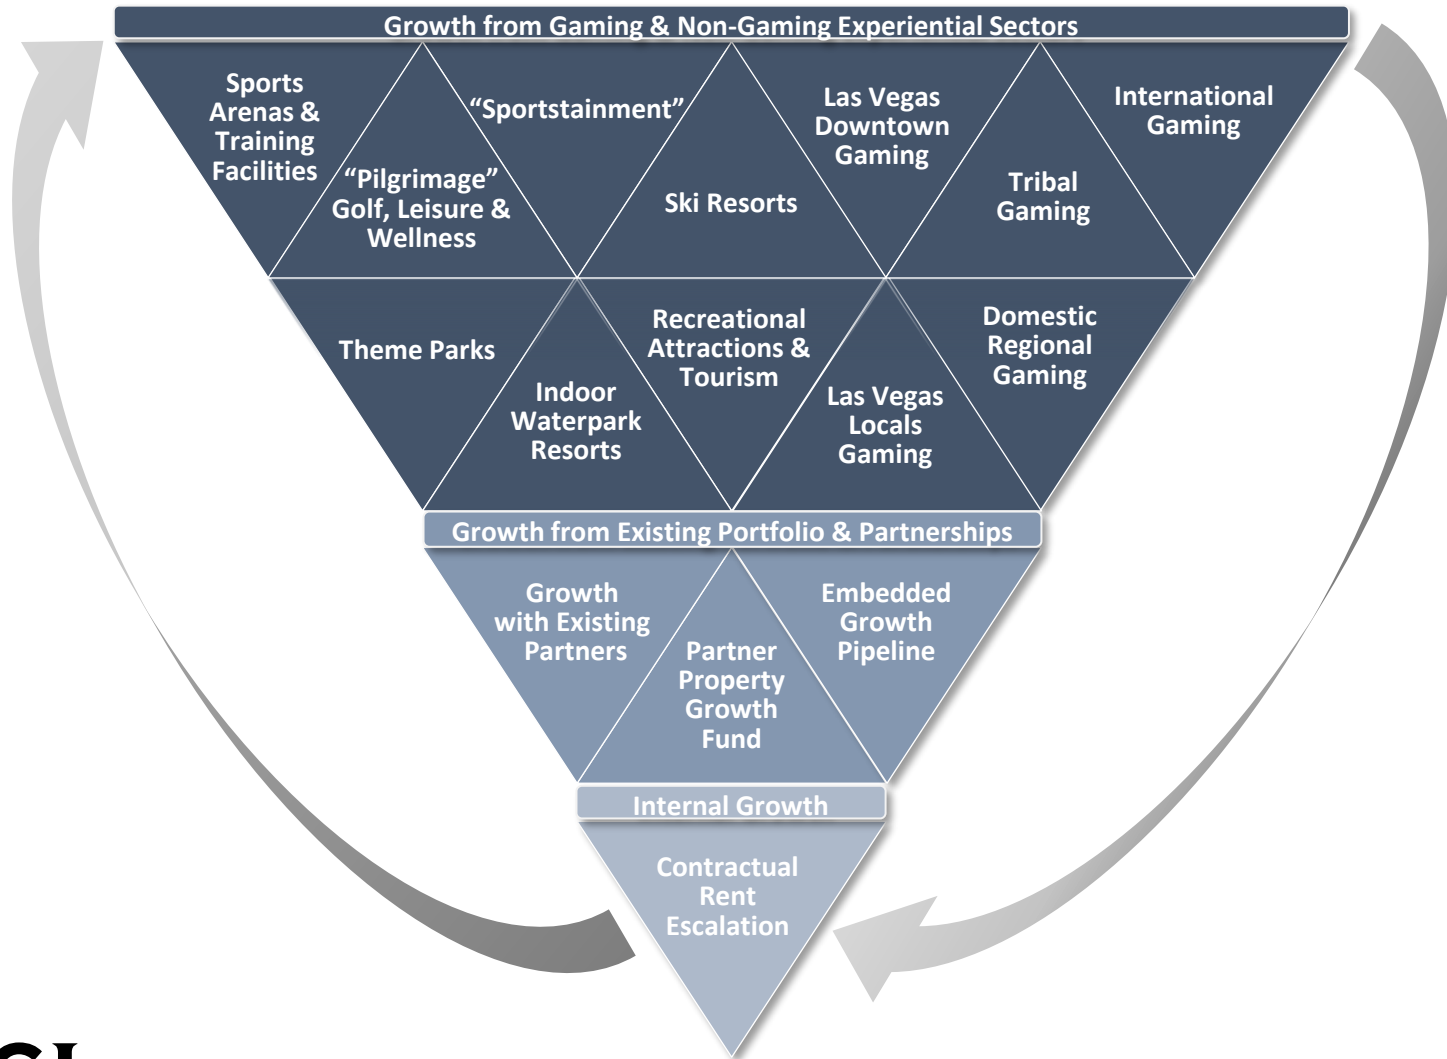 Growth from Gaming & Non-Gaming Experiential Sectors
Sports
Arenas &
Training
Facilities
“Pilgrimage”
Golf, Leisure &
Wellness
“Sportstainment”
Ski Resorts
Las Vegas
Downtown
Gaming
Tribal
Gaming
International
Gaming
Theme Parks
Indoor
Waterpark
Resorts
Recreational
Attractions &
Tourism
Las Vegas
Locals
Gaming
Domestic
Regional
Gaming
Growth from Existing Portfolio & Partnerships
Growth
with Existing
Partners
Partner
Property
Growth
Fund
Embedded
Growth
Pipeline
Internal Growth
Contractual
Rent
Escalation